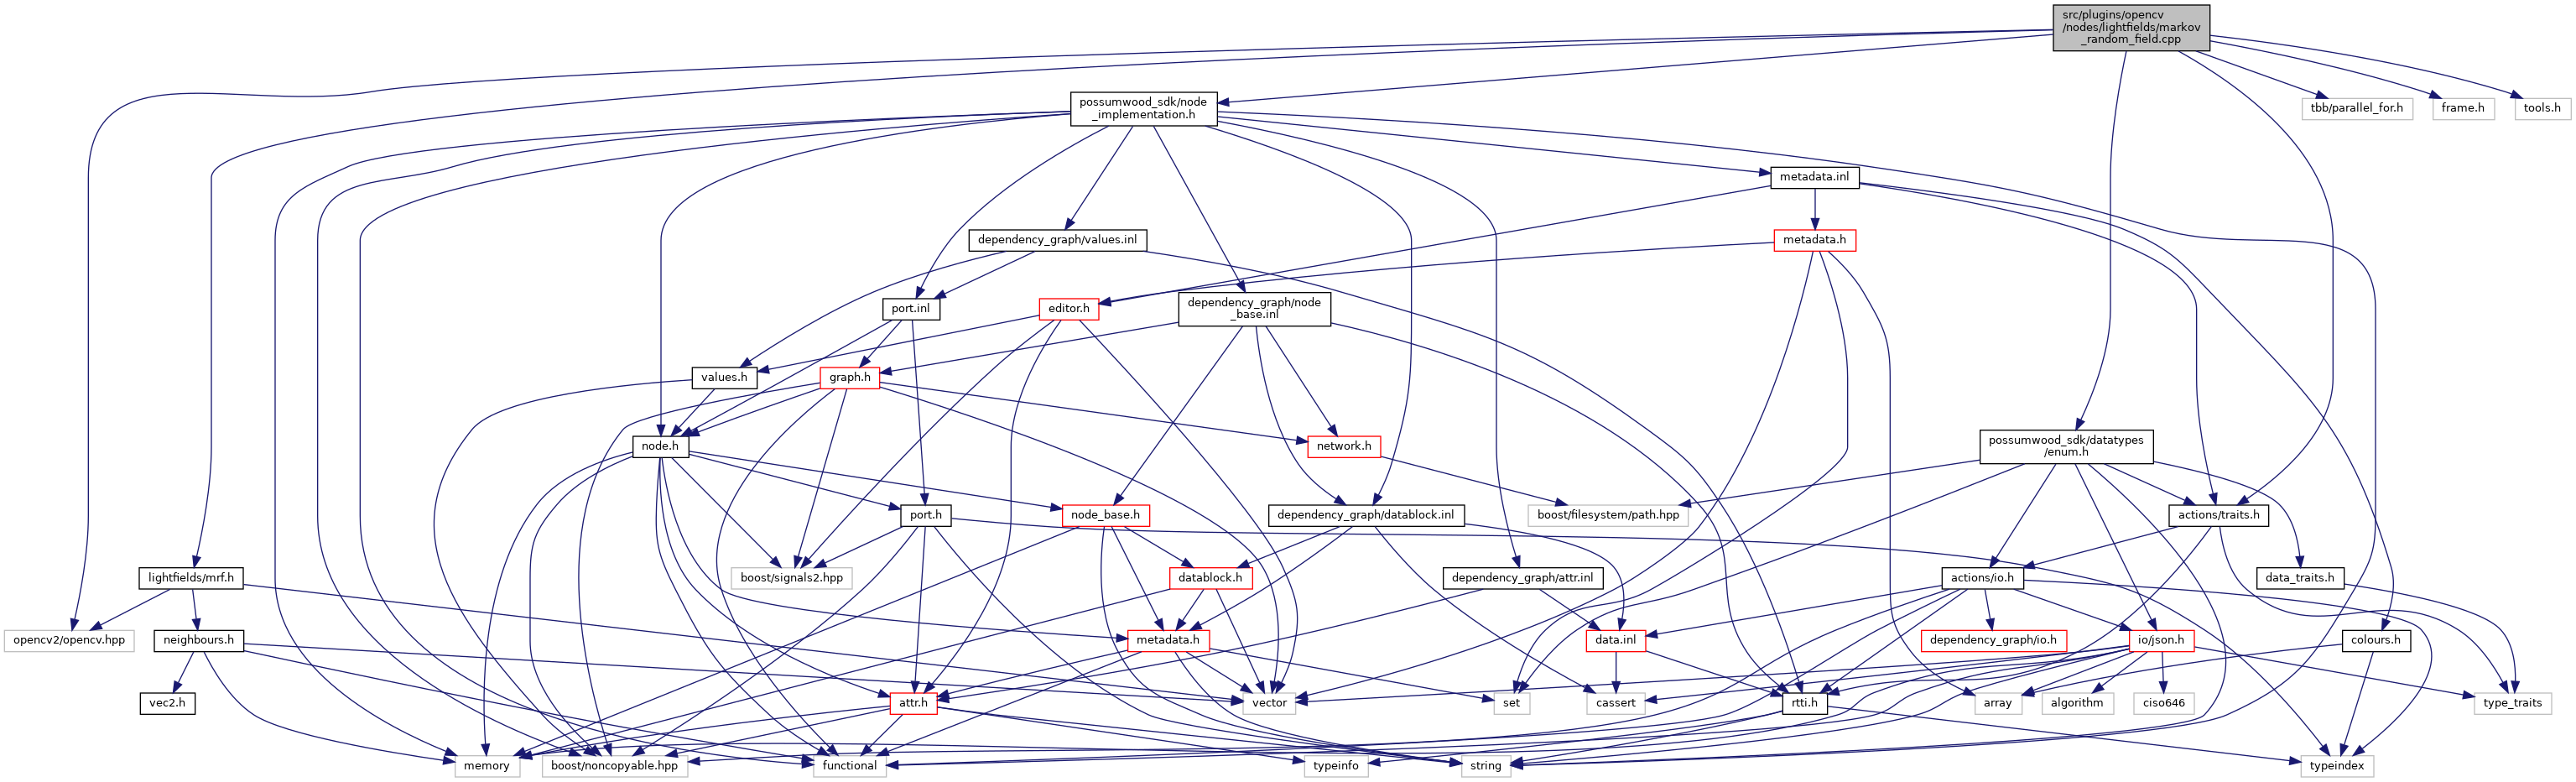 src/plugins/opencv
/nodes/lightfields/markov
_random_field.cpp
possumwood_sdk/node
_implementation.h
tbb/parallel_for.h
frame.h
tools.h
metadata.inl
dependency_graph/values.inl
metadata.h
port.inl
editor.h
dependency_graph/node
_base.inl
values.h
graph.h
node.h
network.h
possumwood_sdk/datatypes
/enum.h
port.h
node_base.h
dependency_graph/datablock.inl
boost/filesystem/path.hpp
actions/traits.h
lightfields/mrf.h
boost/signals2.hpp
datablock.h
dependency_graph/attr.inl
actions/io.h
data_traits.h
opencv2/opencv.hpp
neighbours.h
metadata.h
data.inl
dependency_graph/io.h
io/json.h
colours.h
vec2.h
attr.h
vector
set
cassert
rtti.h
array
algorithm
ciso646
type_traits
memory
boost/noncopyable.hpp
functional
typeinfo
string
typeindex